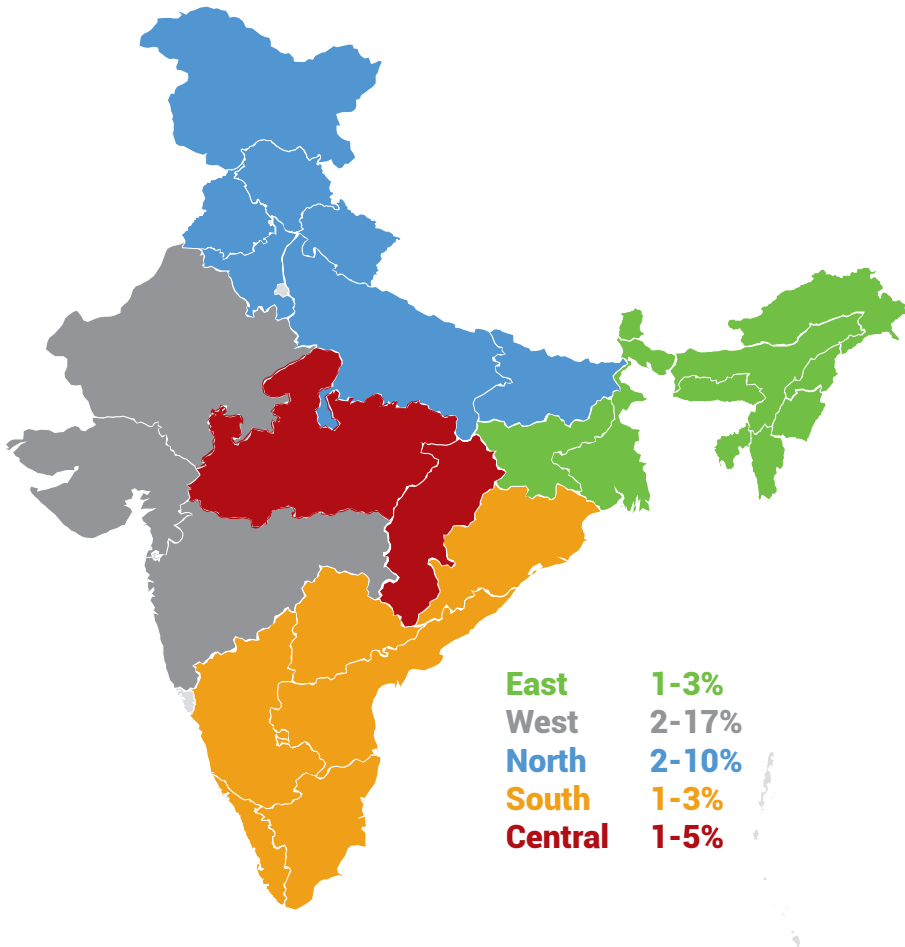 East 1-3%
West 2-17%
North 2-10%
South 1-3%
Central 1-5%